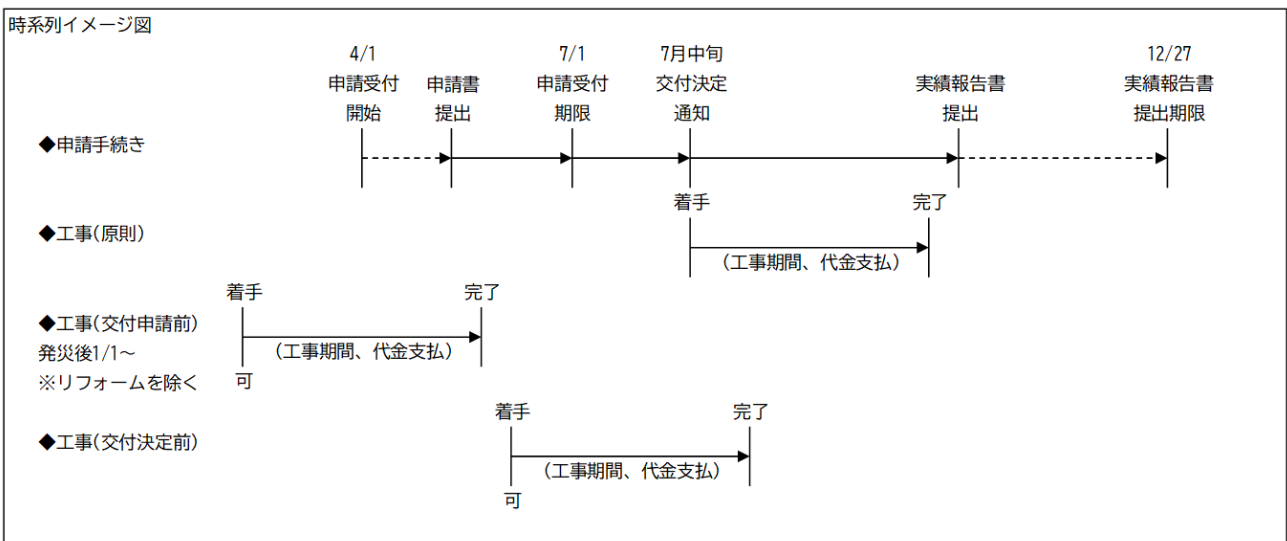 時系列イメージ図
4/1
申請受付
開始
申請書
提出
7/1
申請受付
期限
7月中旬
交付決定
通知
実績報告書
提出
12/27
実績報告書
提出期限
◆申請手続き
着手
完了
◆工事(原則)
(工事期間、代金支払)
着手
完了
◆工事(交付申請前)
発災後1/1～
※リフォームを除く
(工事期間、代金支払)
可
着手
完了
◆工事(交付決定前)
(工事期間、代金支払)
可